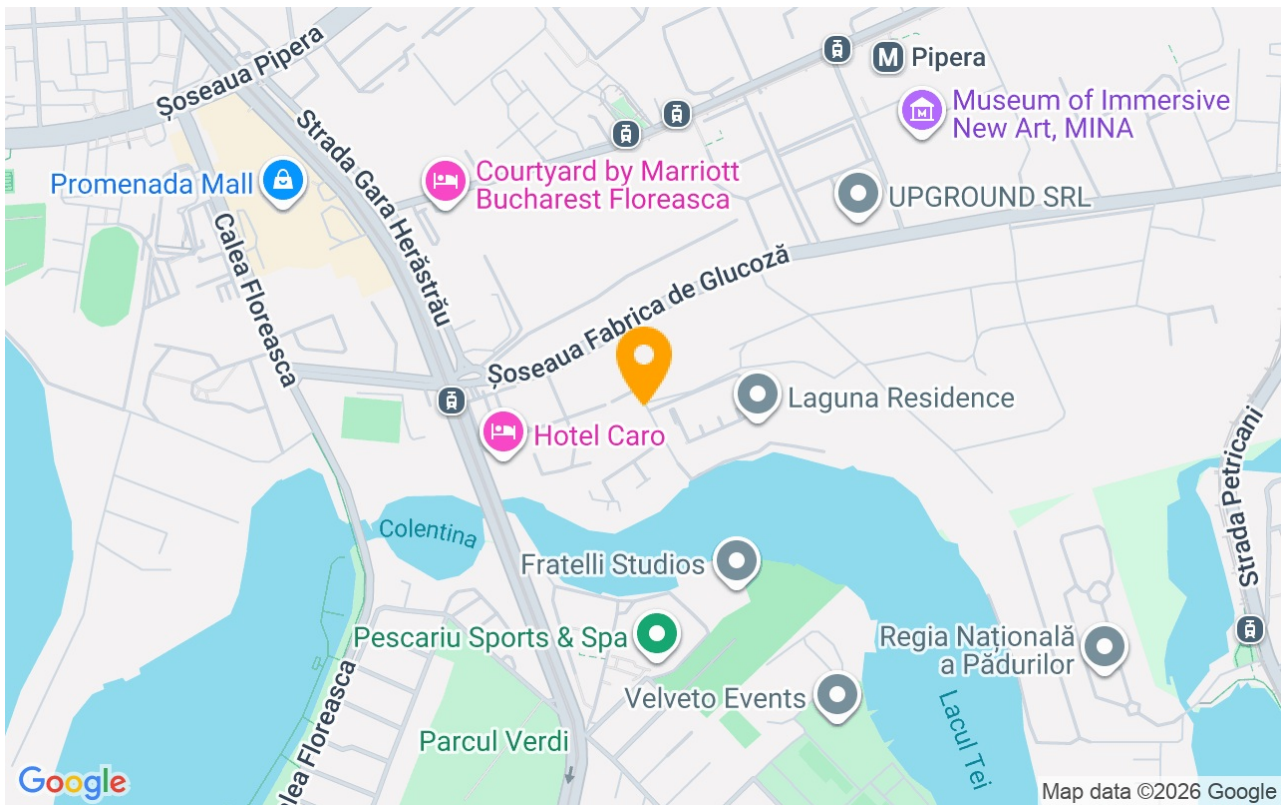 Șoseaua Pipera
M Pipera
Museum of Immersive
New Art, MINA
Strada Gara Herăstrău
Promenada Mall
Courtyard by Marriott
Bucharest Floreasca
UPGROUND SRL
Calea Floreasca
Șoseaua Fabrica de Glucoză
Laguna Residence
Hotel Caro
Strada Petricani
Colentina
Fratelli Studios
Pescariu Sports & Spa
Regia Națională
a Pădurilor
Velveto Events
Lacul Tei
Parcul Verdi
alea Floreasca
Google
Map data ©2026 Google